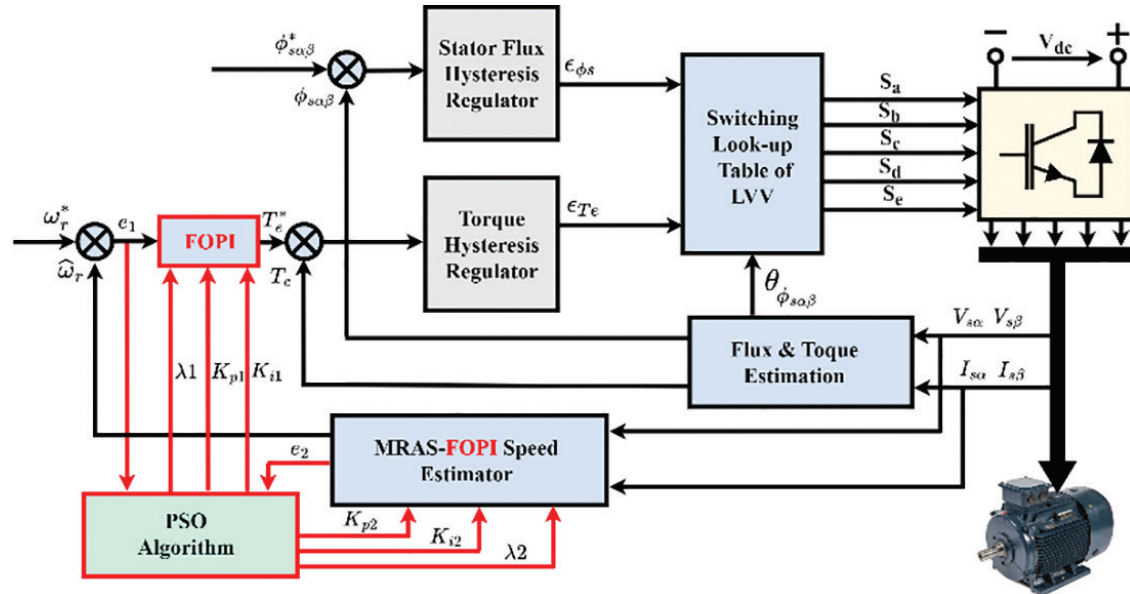 ϕ*sαβ
ϕsαβ
Stator Flux
Hysteresis
Regulator
ϵϕs
Switching
Look-up
Table of
LVV
Sa
Sb
Sc
Sd
Se
− Vdc +
ω*r
ω̂r
e1
FOPI
T*e
Te
Torque
Hysteresis
Regulator
ϵTe
θϕsαβ
Flux & Toque
Estimation
Vsα Vsβ
Isα Isβ
λ1 Kp1 Ki1
MRAS-FOPI Speed
Estimator
e2
PSO
Algorithm
Kp2
Ki2
λ2